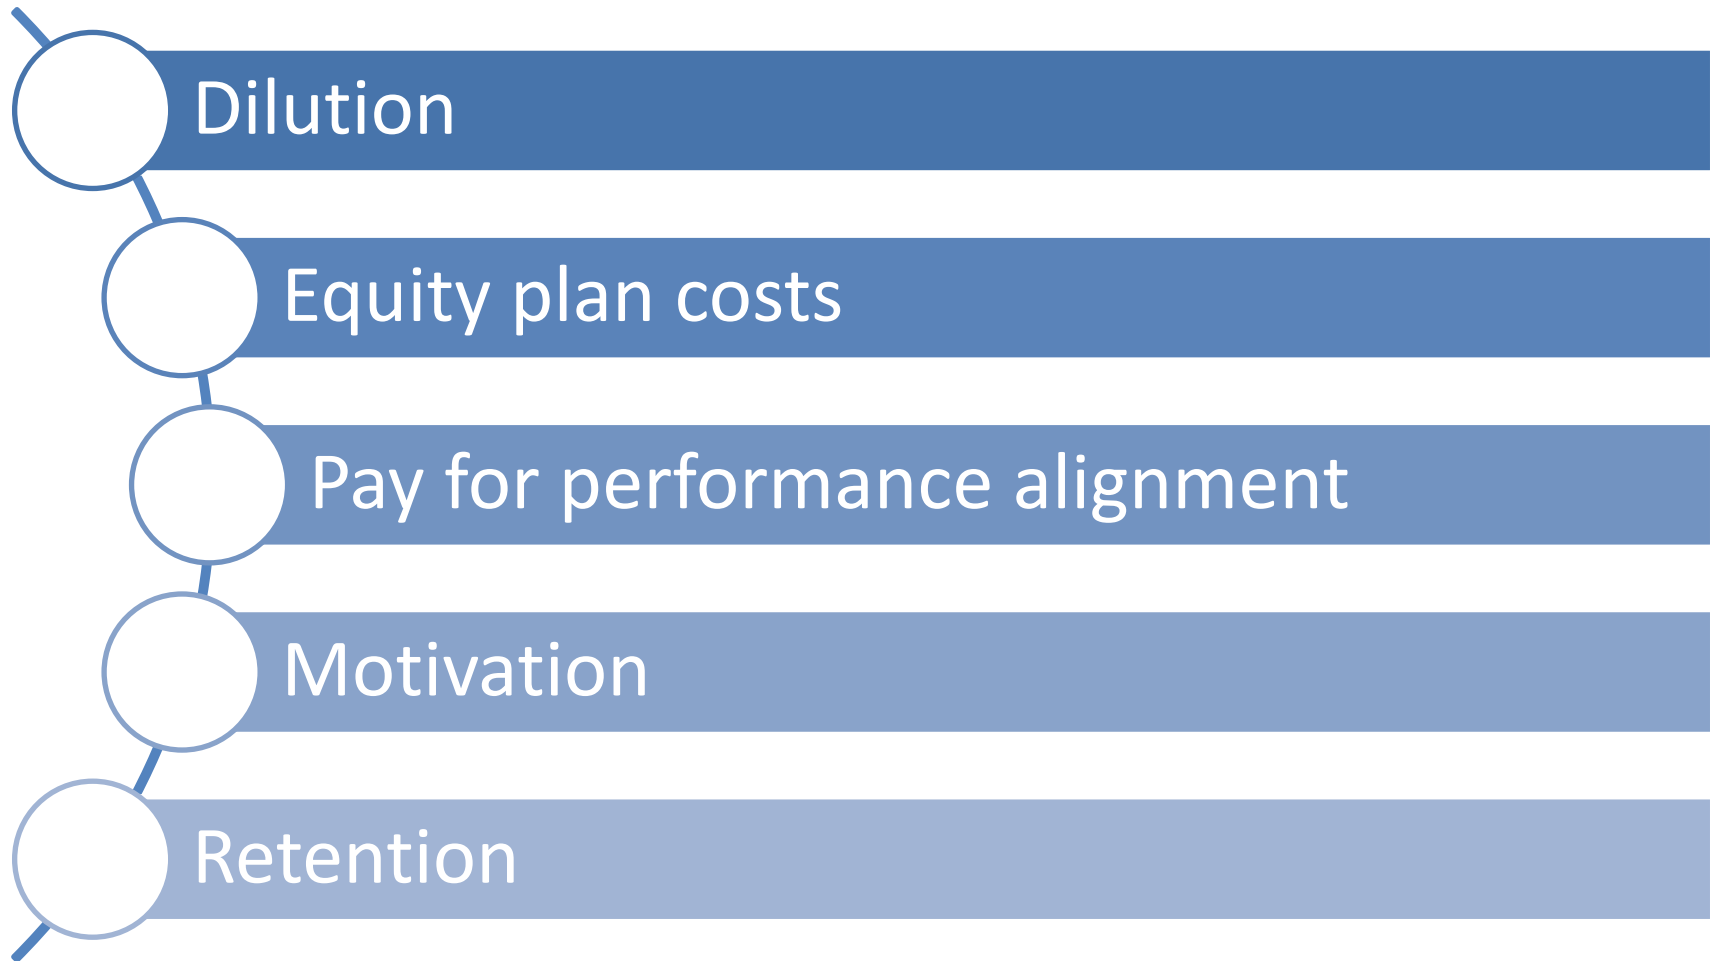 Dilution
Equity plan costs
Pay for performance alignment
Motivation
Retention